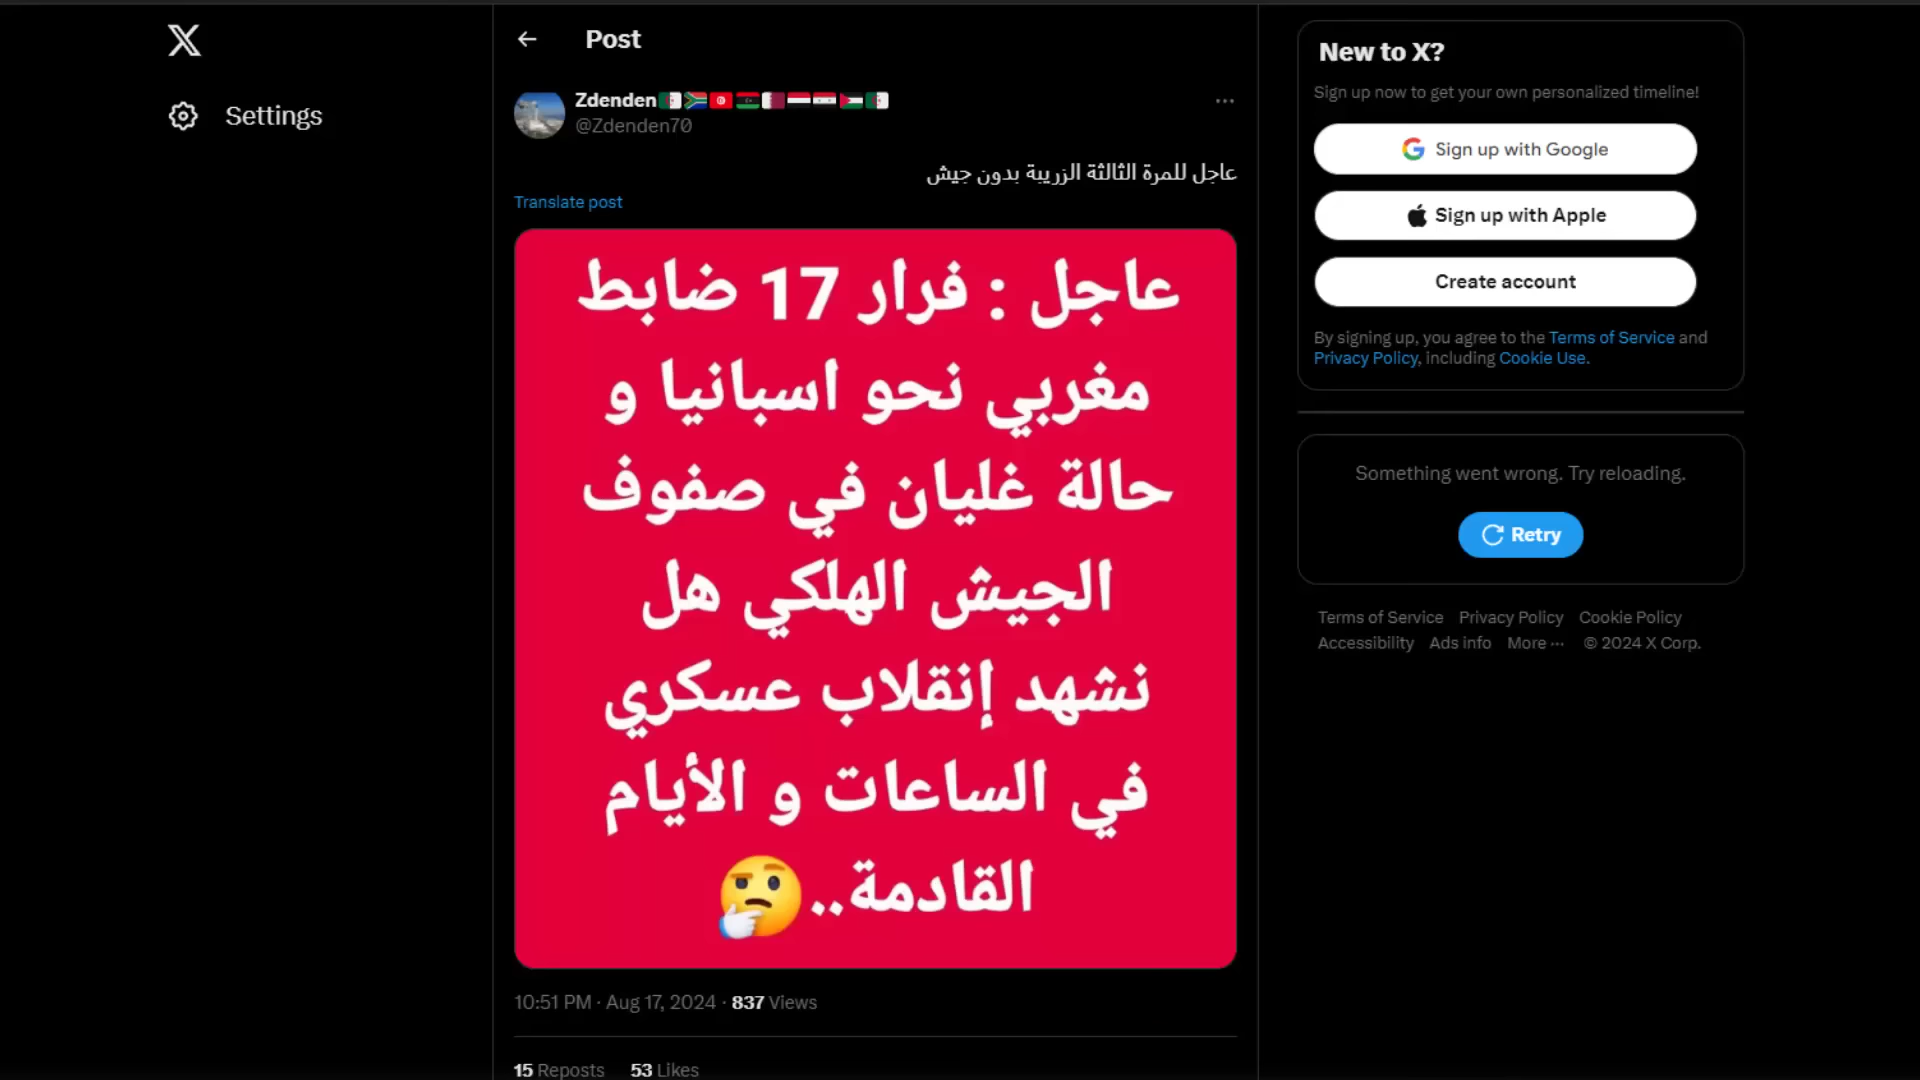 Settings
Post
Zdenden
@Zdenden70
عاجل للمرة الثالثة الزريبة بدون جيش
Translate post
عاجل : فرار 17 ضابط
مغربي نحو اسبانيا و
حالة غليان في صفوف
الجيش الهلكي هل
نشهد إنقلاب عسكري
في الساعات و الأيام
القادمة..
10:51 PM · Aug 17, 2024 · 837 Views
15 Reposts 53 Likes
New to X?
Sign up now to get your own personalized timeline!
Sign up with Google
Sign up with Apple
Create account
By signing up, you agree to the Terms of Service and
Privacy Policy, including Cookie Use.
Something went wrong. Try reloading.
Retry
Terms of Service Privacy Policy Cookie Policy
Accessibility Ads info More ··· © 2024 X Corp.